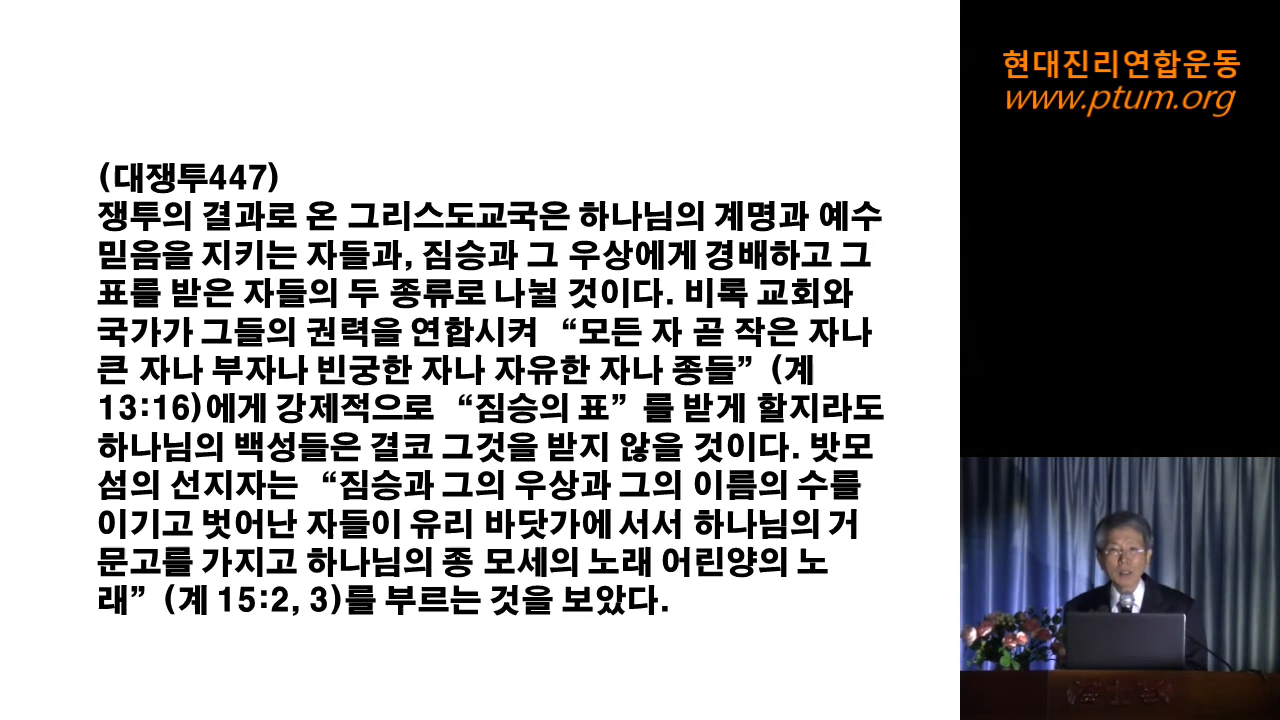 (대쟁투447)
쟁투의 결과로 온 그리스도교국은 하나님의 계명과 예수
믿음을 지키는 자들과, 짐승과 그 우상에게 경배하고 그
표를 받은 자들의 두 종류로 나뉠 것이다. 비록 교회와
국가가 그들의 권력을 연합시켜 “모든 자 곧 작은 자나
큰 자나 부자나 빈궁한 자나 자유한 자나 종들” (계
13:16)에게 강제적으로 “짐승의 표” 를 받게 할지라도
하나님의 백성들은 결코 그것을 받지 않을 것이다. 밧모
섬의 선지자는 “짐승과 그의 우상과 그의 이름의 수를
이기고 벗어난 자들이 유리 바닷가에 서서 하나님의 거
문고를 가지고 하나님의 종 모세의 노래 어린양의 노
래” (계 15:2, 3)를 부르는 것을 보았다.
현대진리연합운동
www.ptum.org